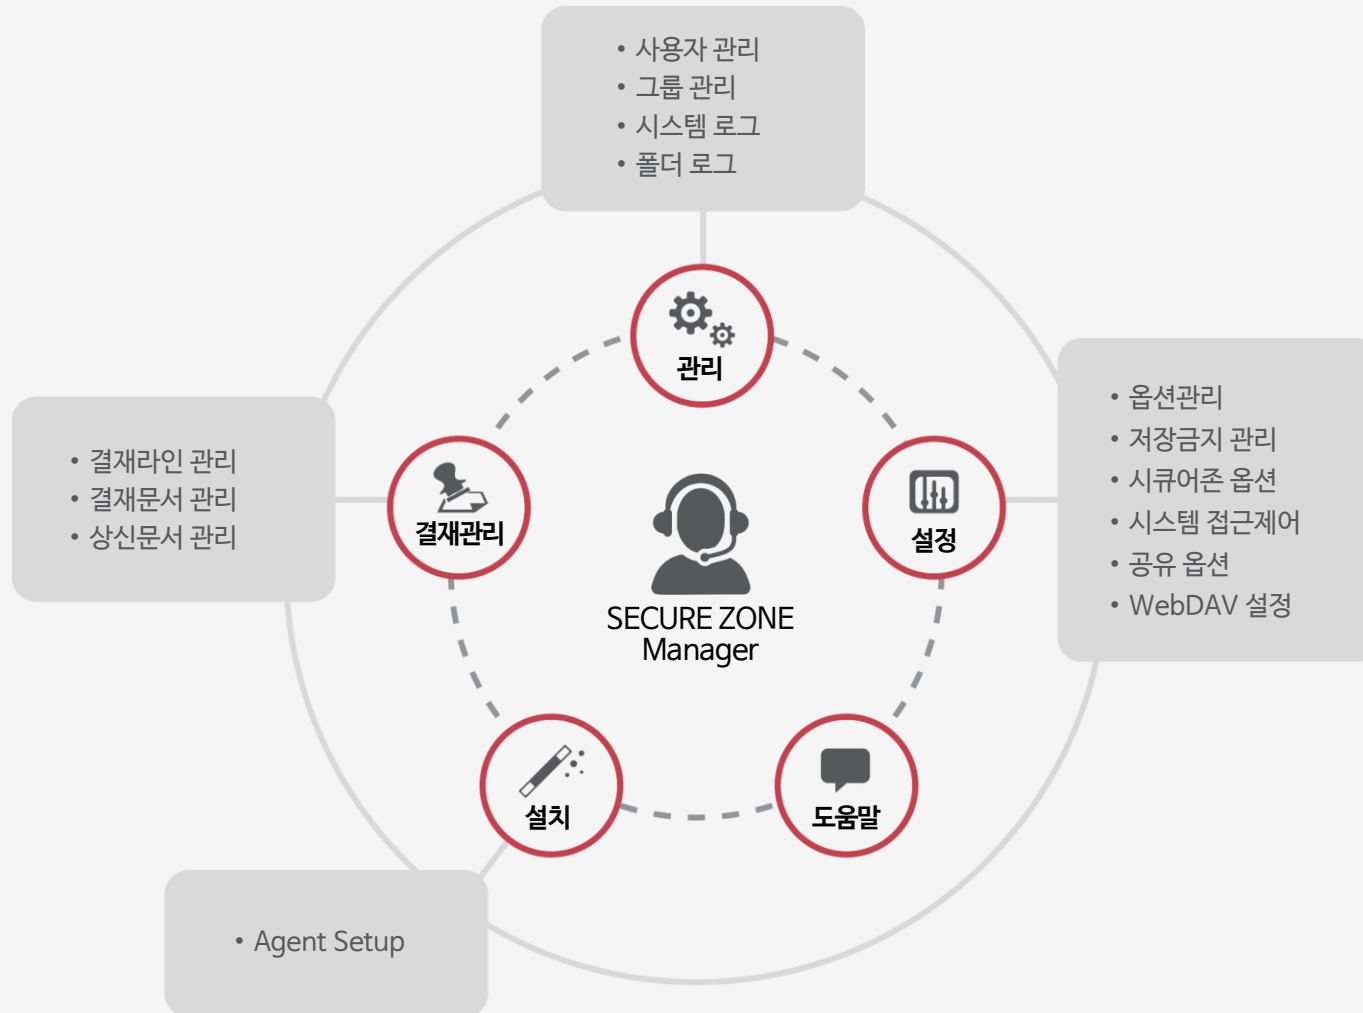 • 사용자 관리
• 그룹 관리
• 시스템 로그
• 폴더 로그
관리
• 옵션관리
• 저장금지 관리
• 시큐어존 옵션
• 시스템 접근제어
• 공유 옵션
• WebDAV 설정
설정
• 결재라인 관리
• 결재문서 관리
• 상신문서 관리
결재관리
SECURE ZONE
Manager
설치
도움말
• Agent Setup